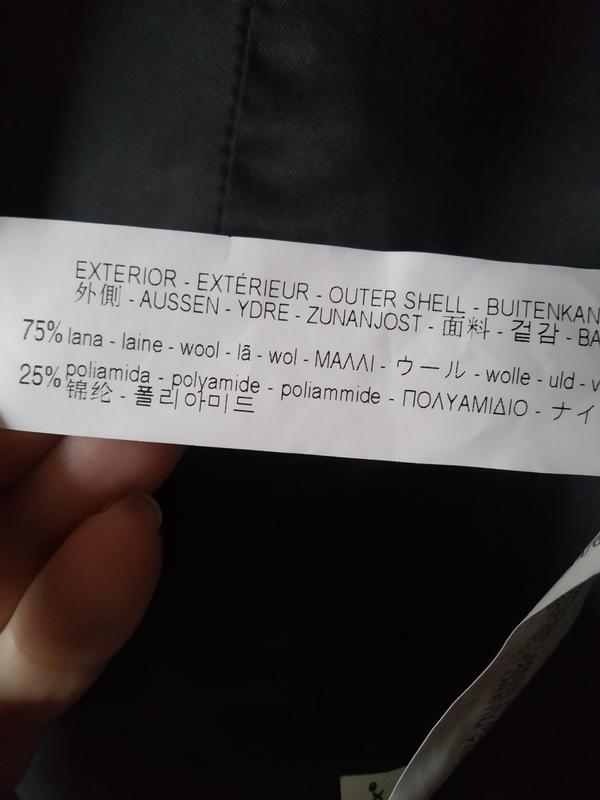 EXTERIOR - EXTÉRIEUR - OUTER SHELL - BUITENKAN
外側 - AUSSEN - YDRE - ZUNANJOST - 面料 - 겉감 - BA
75% lana - laine - wool - lã - wol - ΜΑΛΛΙ - ウール - wolle - uld - v
25% poliamida - polyamide - poliammide - ΠΟΛΥΑΜΙΔΙΟ - ナイ
锦纶 - 폴리아미드